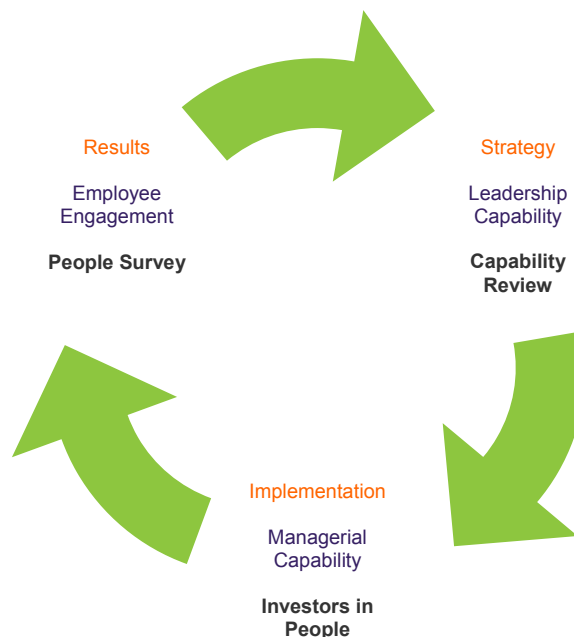 Results
Employee
Engagement
People Survey
Strategy
Leadership
Capability
Capability
Review
Implementation
Managerial
Capability
Investors in
People